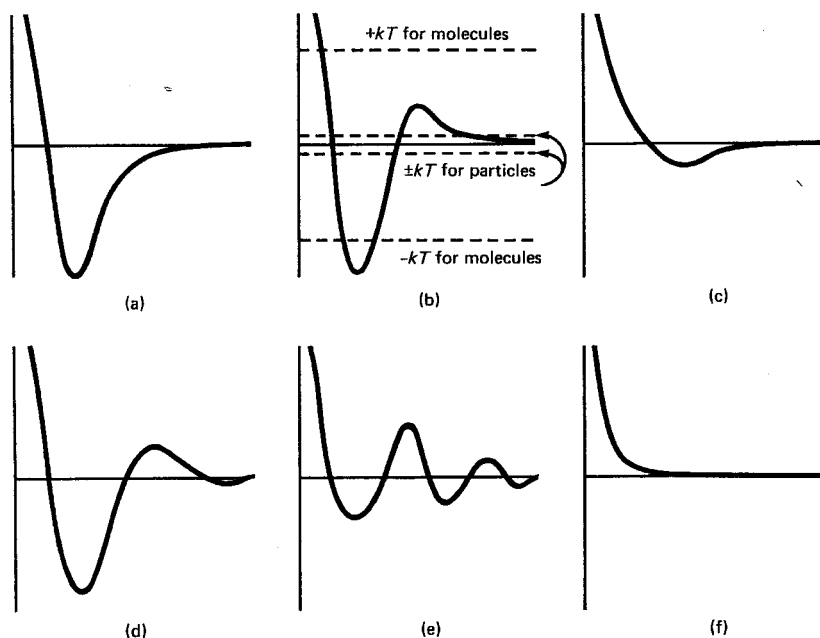 +kT for molecules
±kT for particles
-kT for molecules
(a)
(b)
(c)
(d)
(e)
(f)